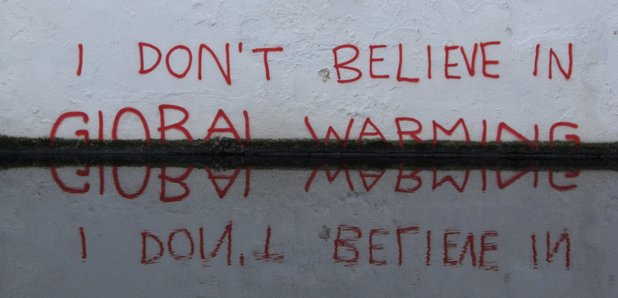 I DON'T BELIEVE IN
GLOBAL WARMING